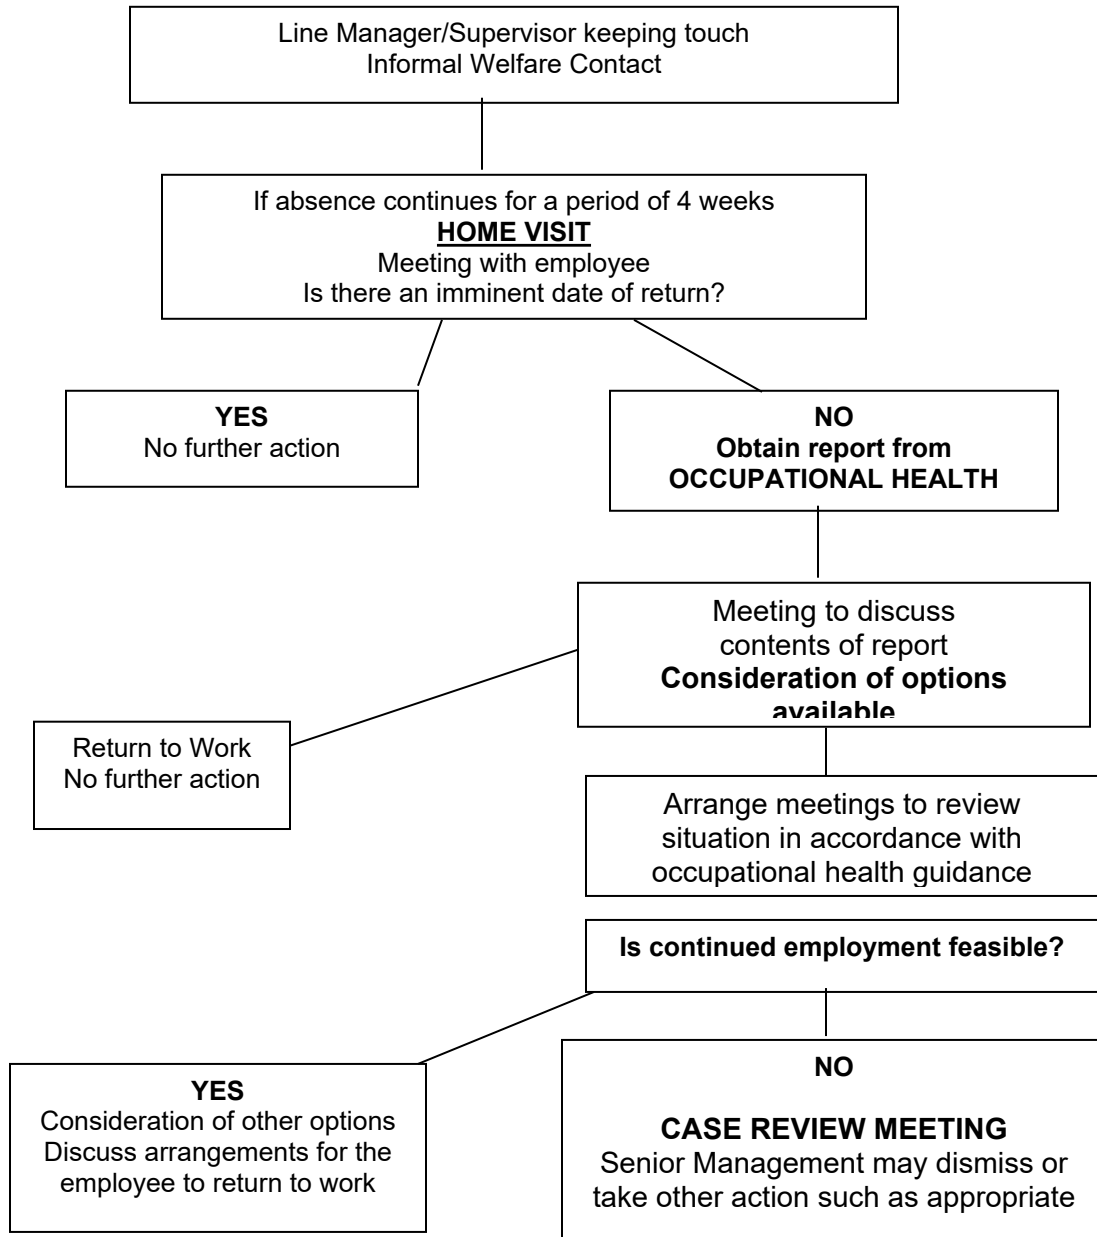 Line Manager/Supervisor keeping touch
Informal Welfare Contact
If absence continues for a period of 4 weeks
HOME VISIT
Meeting with employee
Is there an imminent date of return?
YES
No further action
NO
Obtain report from
OCCUPATIONAL HEALTH
Meeting to discuss
contents of report
Consideration of options
available
Return to Work
No further action
Arrange meetings to review
situation in accordance with
occupational health guidance
Is continued employment feasible?
YES
Consideration of other options
Discuss arrangements for the
employee to return to work
NO
CASE REVIEW MEETING
Senior Management may dismiss or
take other action such as appropriate